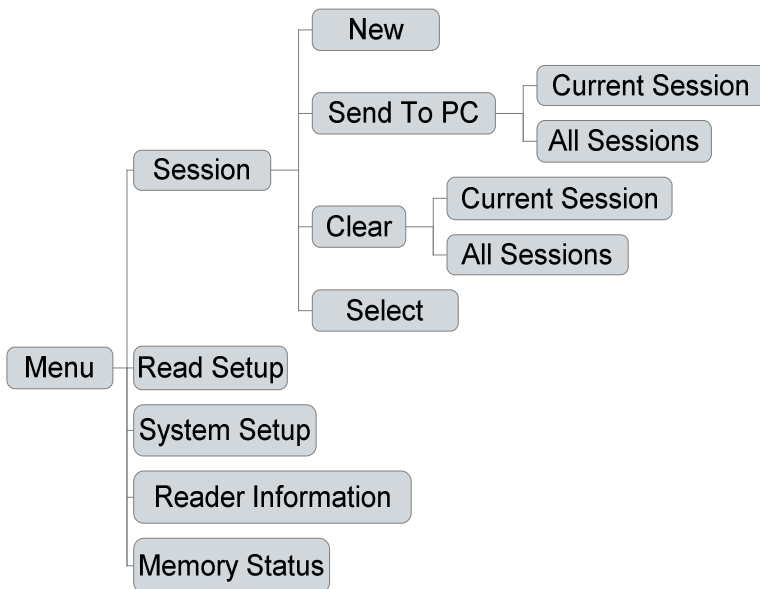 New
Send To PC
Current Session
All Sessions
Session
Clear
Current Session
All Sessions
Select
Menu
Read Setup
System Setup
Reader Information
Memory Status